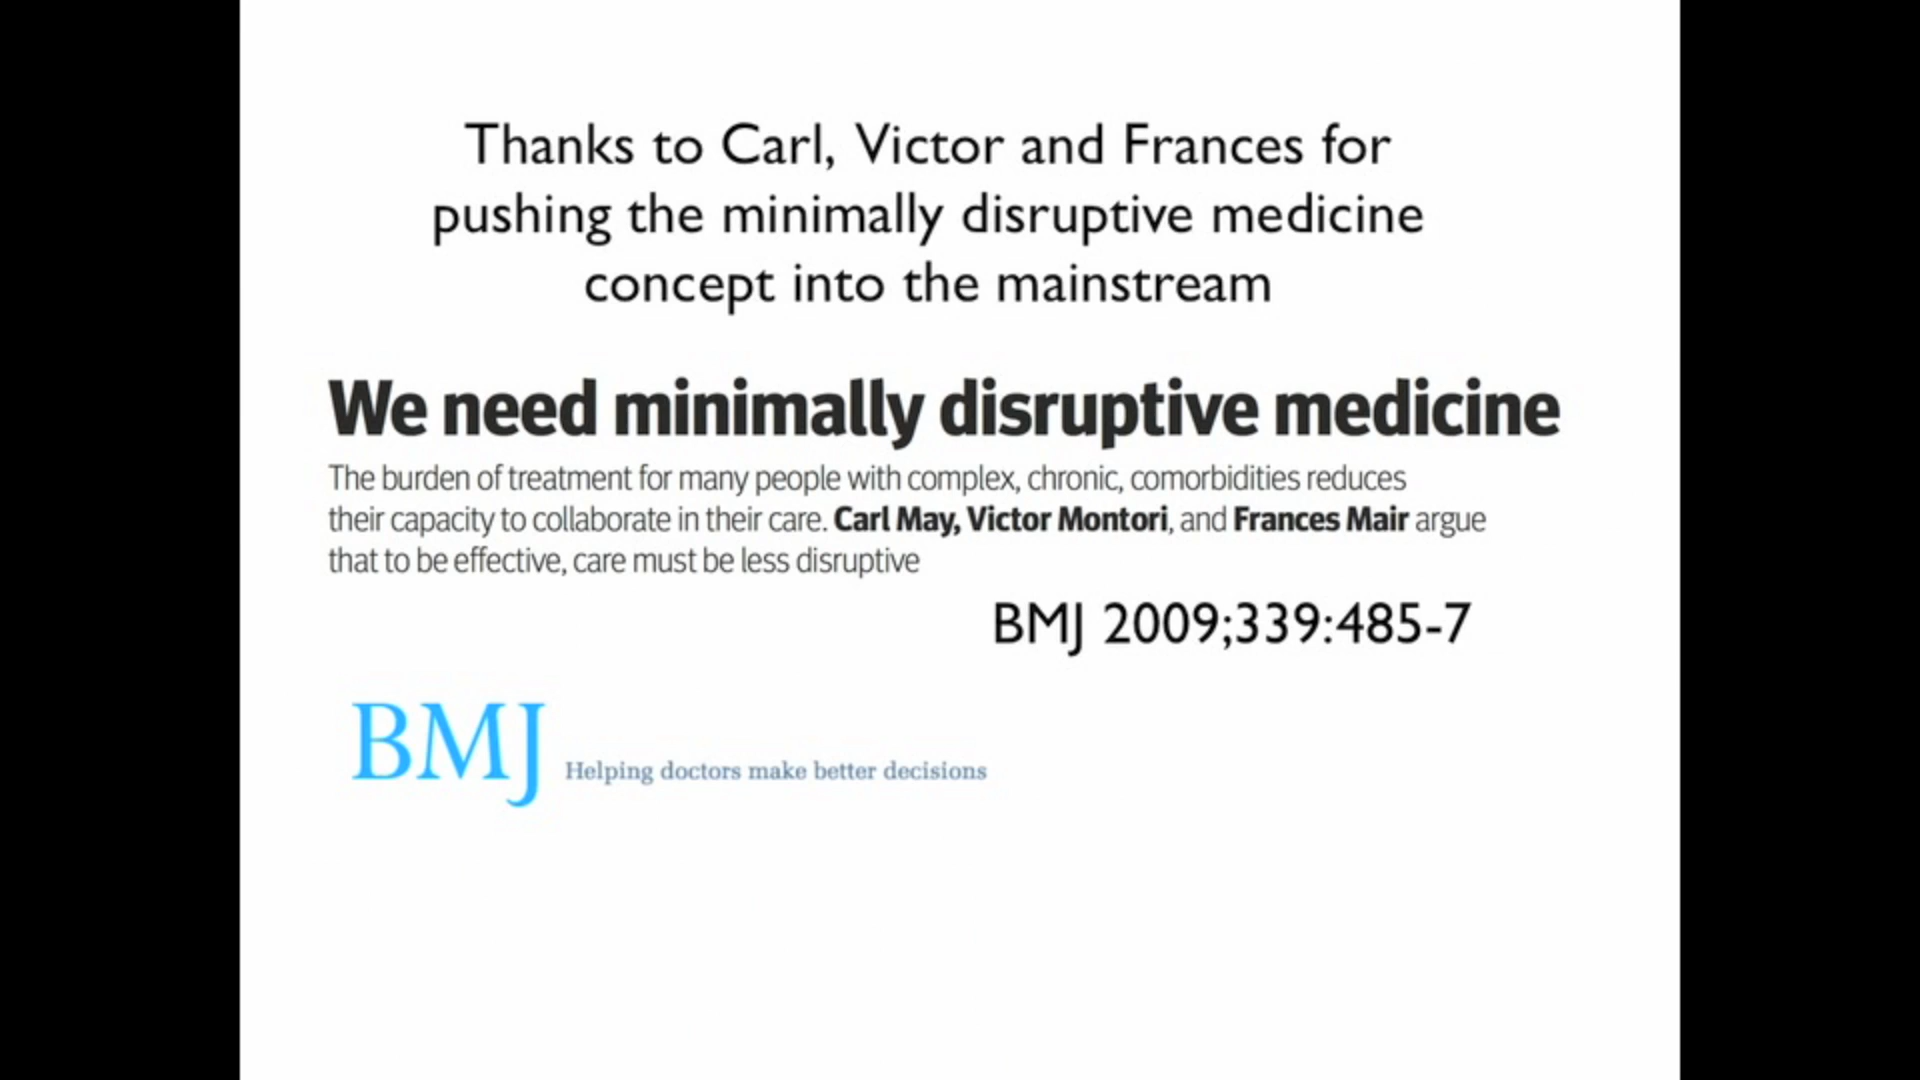 Thanks to Carl, Victor and Frances for
pushing the minimally disruptive medicine
concept into the mainstream
We need minimally disruptive medicine
The burden of treatment for many people with complex, chronic, comorbidities reduces
their capacity to collaborate in their care. Carl May, Victor Montori, and Frances Mair argue
that to be effective, care must be less disruptive
BMJ 2009;339:485-7
BMJ Helping doctors make better decisions